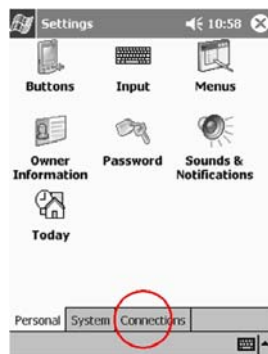 Settings 10:58
Buttons Input Menus
Owner Password Sounds &
Information Notifications
Today
Personal System Connections